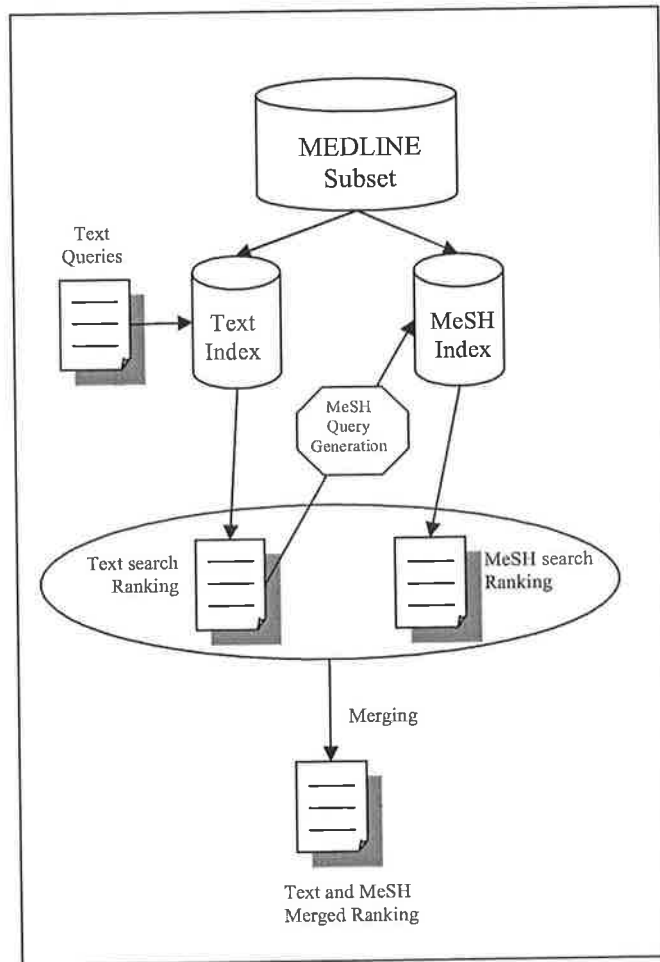 MEDLINE
Subset
Text
Queries
Text
Index
MeSH
Index
MeSH
Query
Generation
Text search
Ranking
MeSH search
Ranking
Merging
Text and MeSH
Merged Ranking